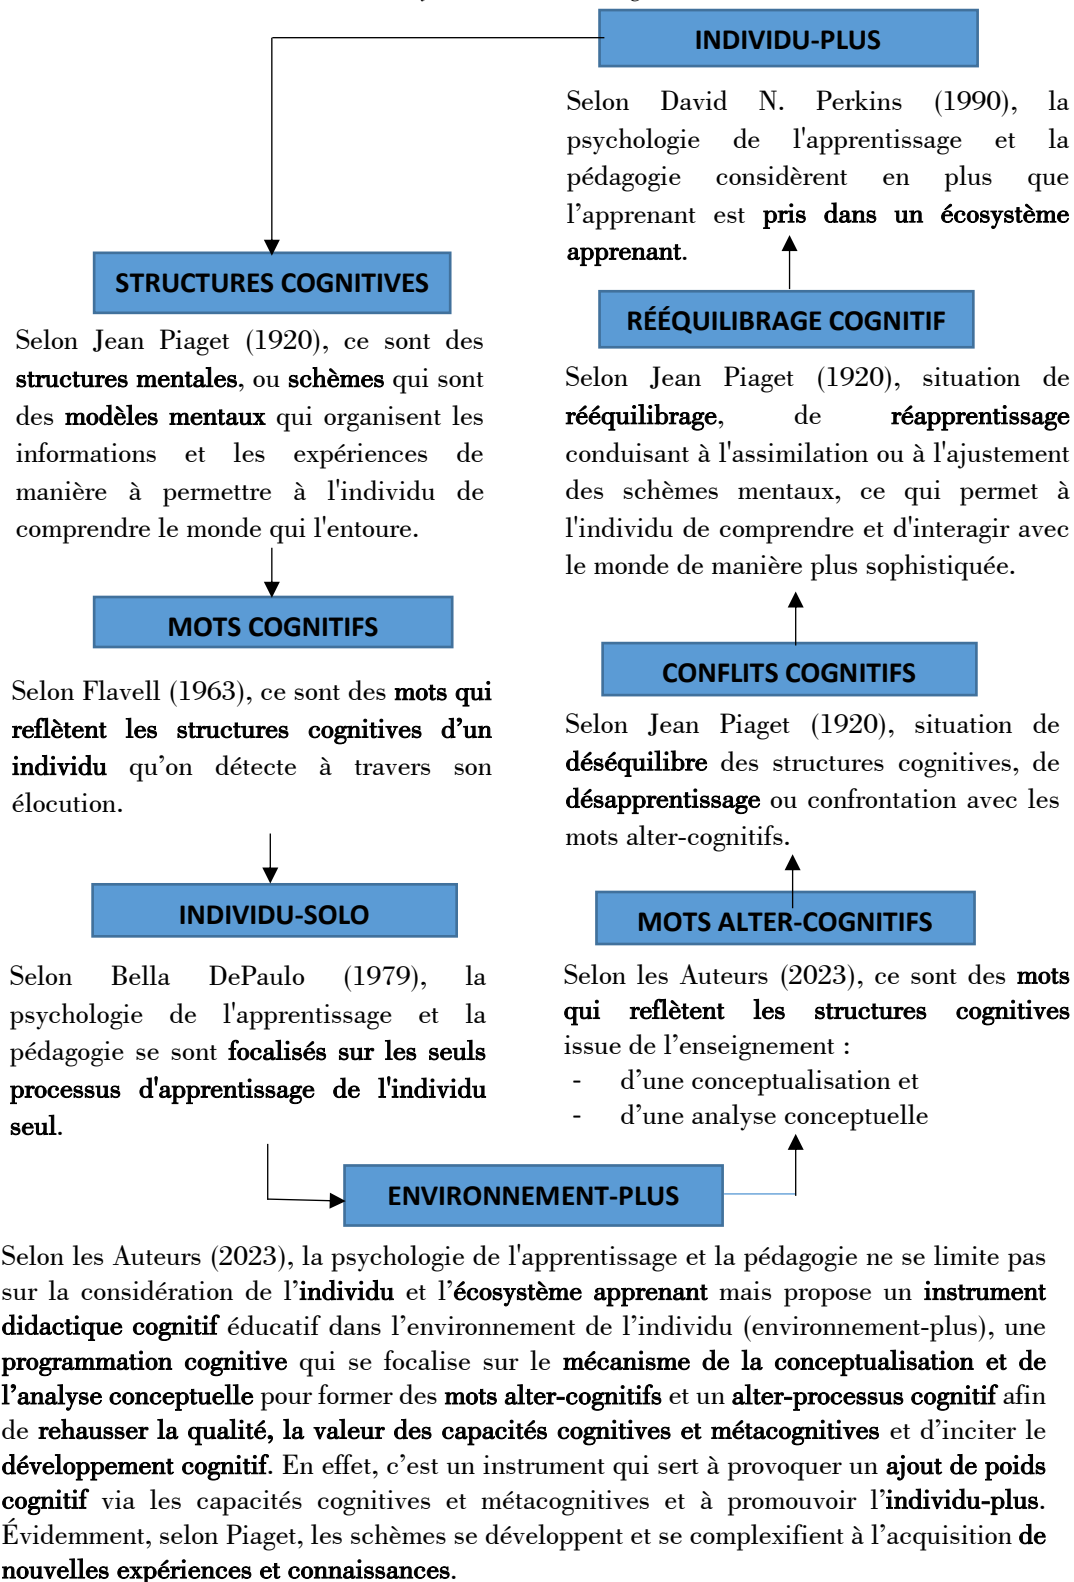 INDIVIDU-PLUS
Selon David N. Perkins (1990), la
psychologie de l'apprentissage et la
pédagogie considèrent en plus que
l’apprenant est pris dans un écosystème
apprenant.
STRUCTURES COGNITIVES
Selon Jean Piaget (1920), ce sont des
structures mentales, ou schèmes qui sont
des modèles mentaux qui organisent les
informations et les expériences de
manière à permettre à l'individu de
comprendre le monde qui l'entoure.
RÉÉQUILIBRAGE COGNITIF
Selon Jean Piaget (1920), situation de
rééquilibrage, de réapprentissage
conduisant à l'assimilation ou à l'ajustement
des schèmes mentaux, ce qui permet à
l'individu de comprendre et d'interagir avec
le monde de manière plus sophistiquée.
MOTS COGNITIFS
Selon Flavell (1963), ce sont des mots qui
reflètent les structures cognitives d’un
individu qu’on détecte à travers son
élocution.
CONFLITS COGNITIFS
Selon Jean Piaget (1920), situation de
déséquilibre des structures cognitives, de
désapprentissage ou confrontation avec les
mots alter-cognitifs.
INDIVIDU-SOLO
Selon Bella DePaulo (1979), la
psychologie de l'apprentissage et la
pédagogie se sont focalisés sur les seuls
processus d'apprentissage de l'individu
seul.
MOTS ALTER-COGNITIFS
Selon les Auteurs (2023), ce sont des mots
qui reflètent les structures cognitives
issue de l’enseignement :
- d’une conceptualisation et
- d’une analyse conceptuelle
ENVIRONNEMENT-PLUS
Selon les Auteurs (2023), la psychologie de l'apprentissage et la pédagogie ne se limite pas
sur la considération de l’individu et l’écosystème apprenant mais propose un instrument
didactique cognitif éducatif dans l’environnement de l’individu (environnement-plus), une
programmation cognitive qui se focalise sur le mécanisme de la conceptualisation et de
l’analyse conceptuelle pour former des mots alter-cognitifs et un alter-processus cognitif afin
de rehausser la qualité, la valeur des capacités cognitives et métacognitives et d’inciter le
développement cognitif. En effet, c’est un instrument qui sert à provoquer un ajout de poids
cognitif via les capacités cognitives et métacognitives et à promouvoir l’individu-plus.
Évidemment, selon Piaget, les schèmes se développent et se complexifient à l’acquisition de
nouvelles expériences et connaissances.